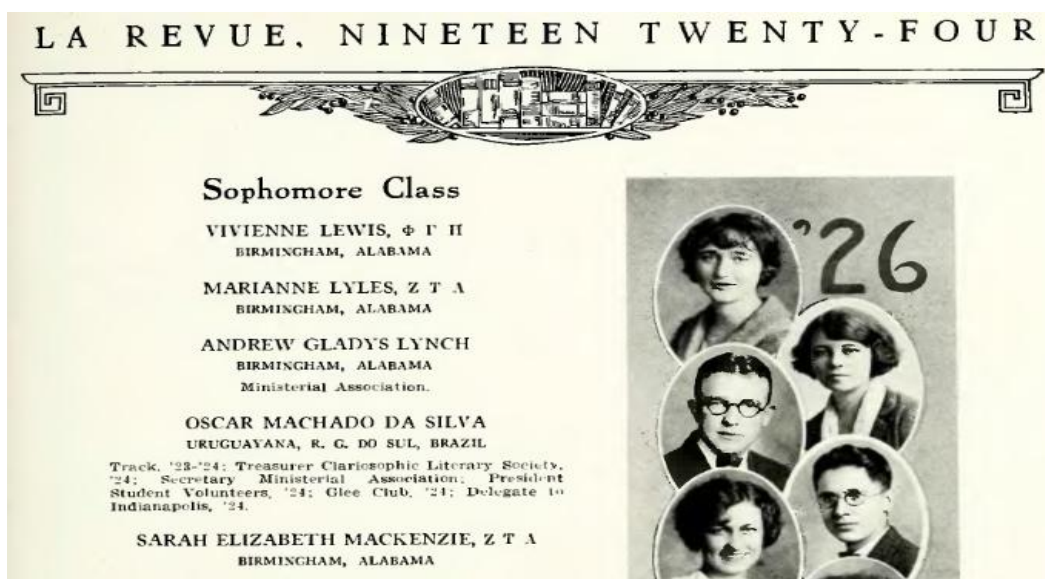 LA REVUE, NINETEEN TWENTY-FOUR
Sophomore Class
VIVIENNE LEWIS, Φ Γ Π
BIRMINGHAM, ALABAMA
MARIANNE LYLES, Z T A
BIRMINGHAM, ALABAMA
ANDREW GLADYS LYNCH
BIRMINGHAM, ALABAMA
Ministerial Association.
OSCAR MACHADO DA SILVA
URUGUAYANA, R. G. DO SUL, BRAZIL
Track, '23-'24; Treasurer Clariosophic Literary Society,
'24; Secretary Ministerial Association; President
Student Volunteers, '24; Glee Club, '24; Delegate to
Indianapolis, '24.
SARAH ELIZABETH MACKENZIE, Z T A
BIRMINGHAM, ALABAMA
'26